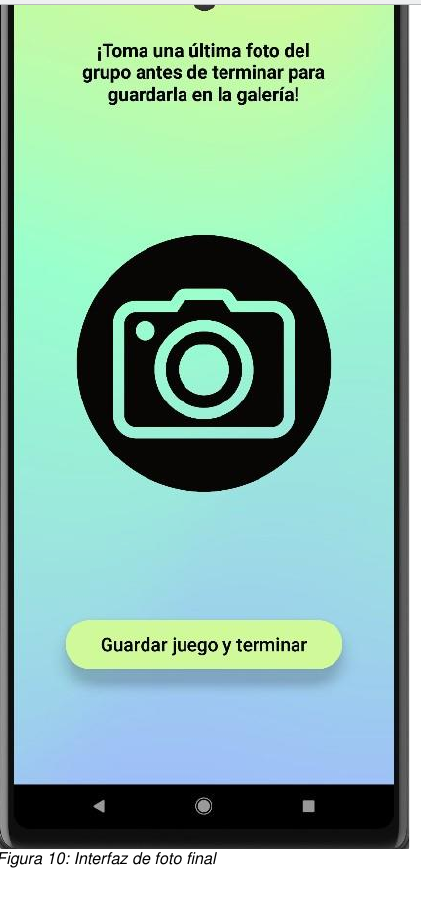 ¡Toma una última foto del
grupo antes de terminar para
guardarla en la galería!
Guardar juego y terminar
Figura 10: Interfaz de foto final